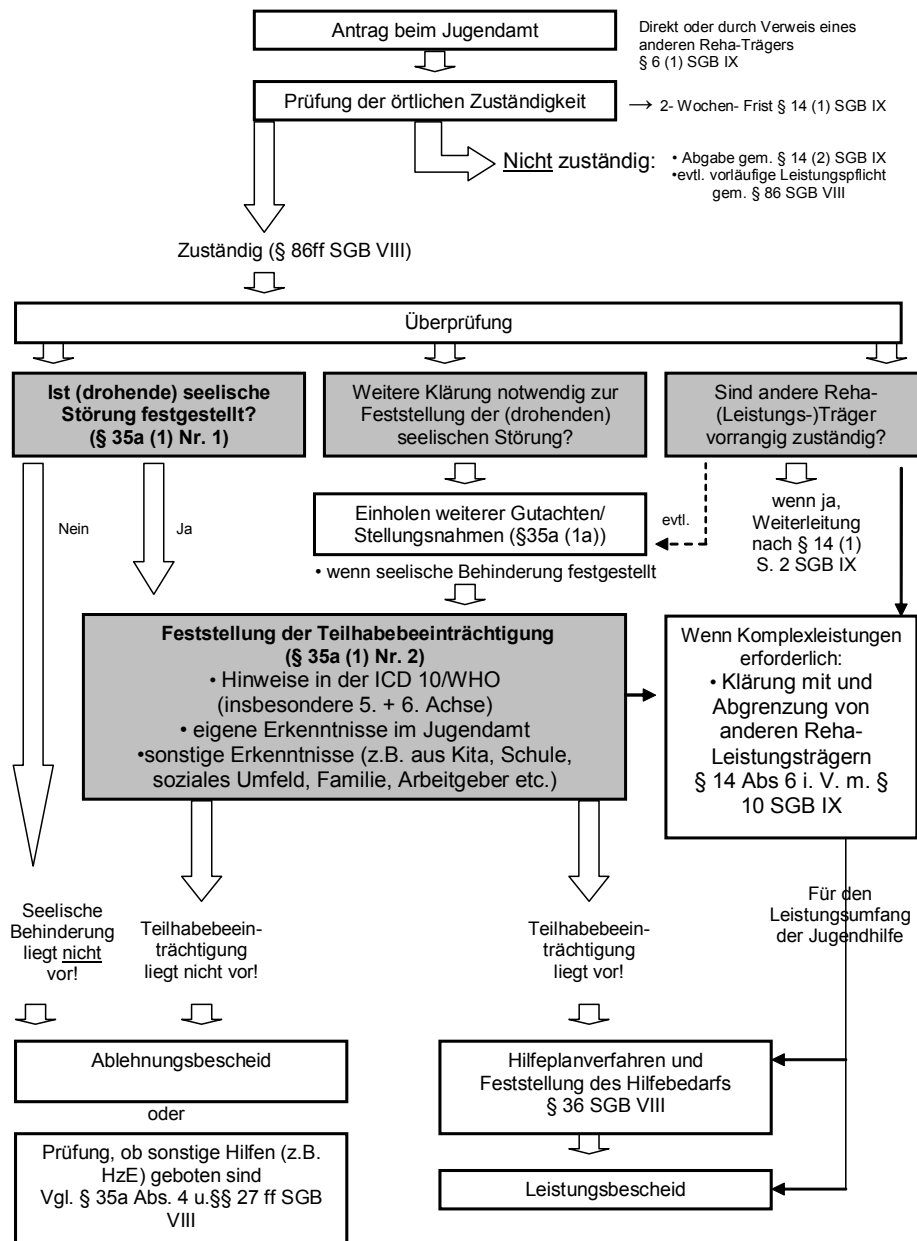 Antrag beim Jugendamt
Direkt oder durch Verweis eines
anderen Reha-Trägers
§ 6 (1) SGB IX
Prüfung der örtlichen Zuständigkeit
→ 2- Wochen- Frist § 14 (1) SGB IX
Nicht zuständig:
• Abgabe gem. § 14 (2) SGB IX
•evtl. vorläufige Leistungspflicht
gem. § 86 SGB VIII
Zuständig (§ 86ff SGB VIII)
Überprüfung
Ist (drohende) seelische
Störung festgestellt?
(§ 35a (1) Nr. 1)
Weitere Klärung notwendig zur
Feststellung der (drohenden)
seelischen Störung?
Sind andere Reha-
(Leistungs-)Träger
vorrangig zuständig?
Nein
Ja
Einholen weiterer Gutachten/
Stellungsnahmen (§35a (1a))
evtl.
wenn ja,
Weiterleitung
nach § 14 (1)
S. 2 SGB IX
• wenn seelische Behinderung festgestellt
Feststellung der Teilhabebeeinträchtigung
(§ 35a (1) Nr. 2)
• Hinweise in der ICD 10/WHO
(insbesondere 5. + 6. Achse)
• eigene Erkenntnisse im Jugendamt
•sonstige Erkenntnisse (z.B. aus Kita, Schule,
soziales Umfeld, Familie, Arbeitgeber etc.)
Wenn Komplexleistungen
erforderlich:
• Klärung mit und
Abgrenzung von
anderen Reha-
Leistungsträgern
§ 14 Abs 6 i. V. m. §
10 SGB IX
Seelische
Behinderung
liegt nicht
vor!
Teilhabebeein-
trächtigung
liegt nicht vor!
Teilhabebeein-
trächtigung
liegt vor!
Für den
Leistungsumfang
der Jugendhilfe
Ablehnungsbescheid
oder
Prüfung, ob sonstige Hilfen (z.B.
HzE) geboten sind
Vgl. § 35a Abs. 4 u.§§ 27 ff SGB
VIII
Hilfeplanverfahren und
Feststellung des Hilfebedarfs
§ 36 SGB VIII
Leistungsbescheid